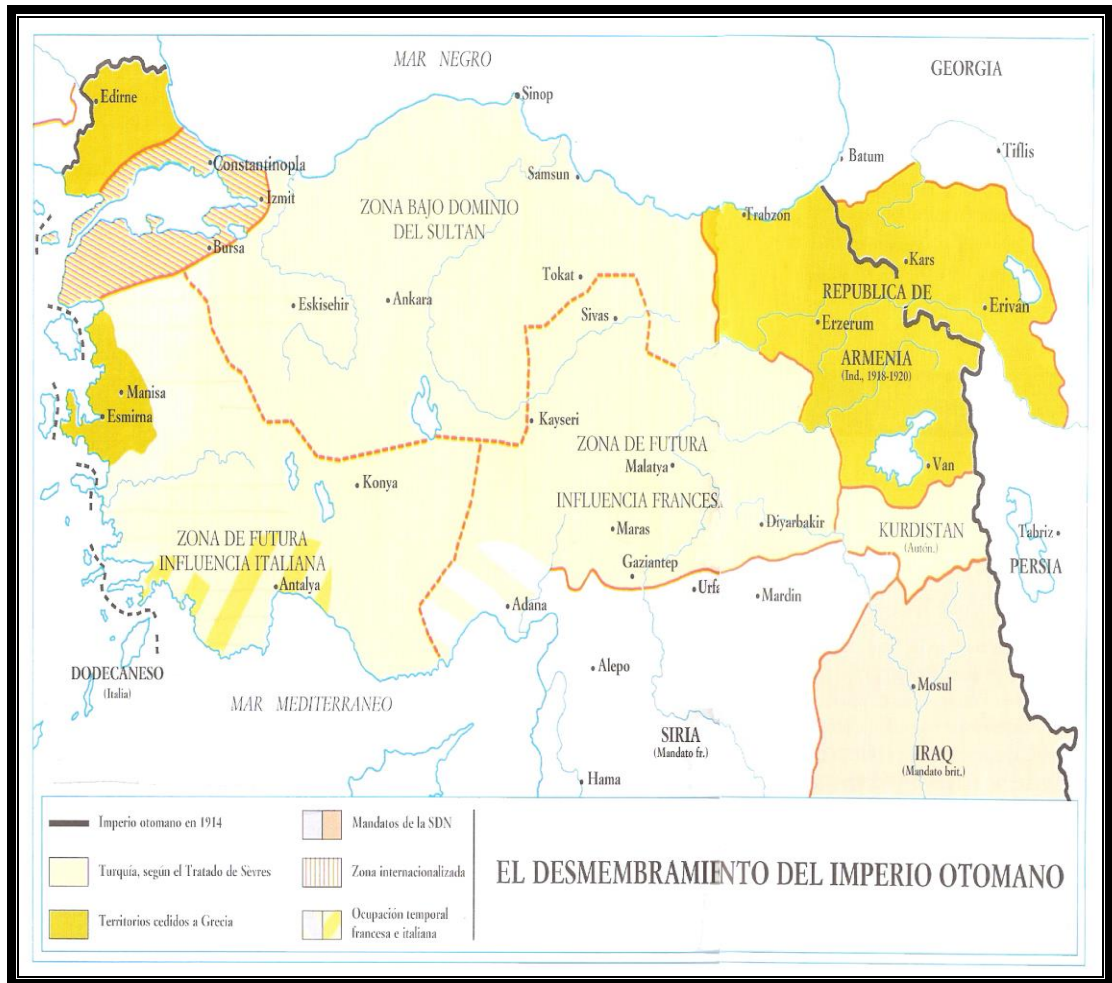 MAR NEGRO
GEORGIA
Edirne
Sinop
Constantinopla
Tiflis
Batum
Samsun
Izmit
ZONA BAJO DOMINIO
DEL SULTAN
Trabzon
Bursa
Kars
Tokat
REPUBLICA DE
Eskisehir
Ankara
Eriván
Sivas
Erzerum
ARMENIA
(Ind., 1918-1920)
Manisa
Esmirna
Kayseri
ZONA DE FUTURA
Malatya
Van
Konya
INFLUENCIA FRANCES
Diyarbakir
KURDISTAN
(Autón.)
Maras
Tabriz
ZONA DE FUTURA
INFLUENCIA ITALIANA
Gaziantep
PERSIA
Antalya
Urfa
Mardin
Adana
DODECANESO
(Italia)
Alepo
Mosul
MAR MEDITERRANEO
SIRIA
(Mandato fr.)
IRAQ
(Mandato brit.)
Hama
Imperio otomano en 1914
Mandatos de la SDN
Turquía, según el Tratado de Sèvres
Zona internacionalizada
EL DESMEMBRAMIENTO DEL IMPERIO OTOMANO
Territorios cedidos a Grecia
Ocupación temporal
francesa e italiana